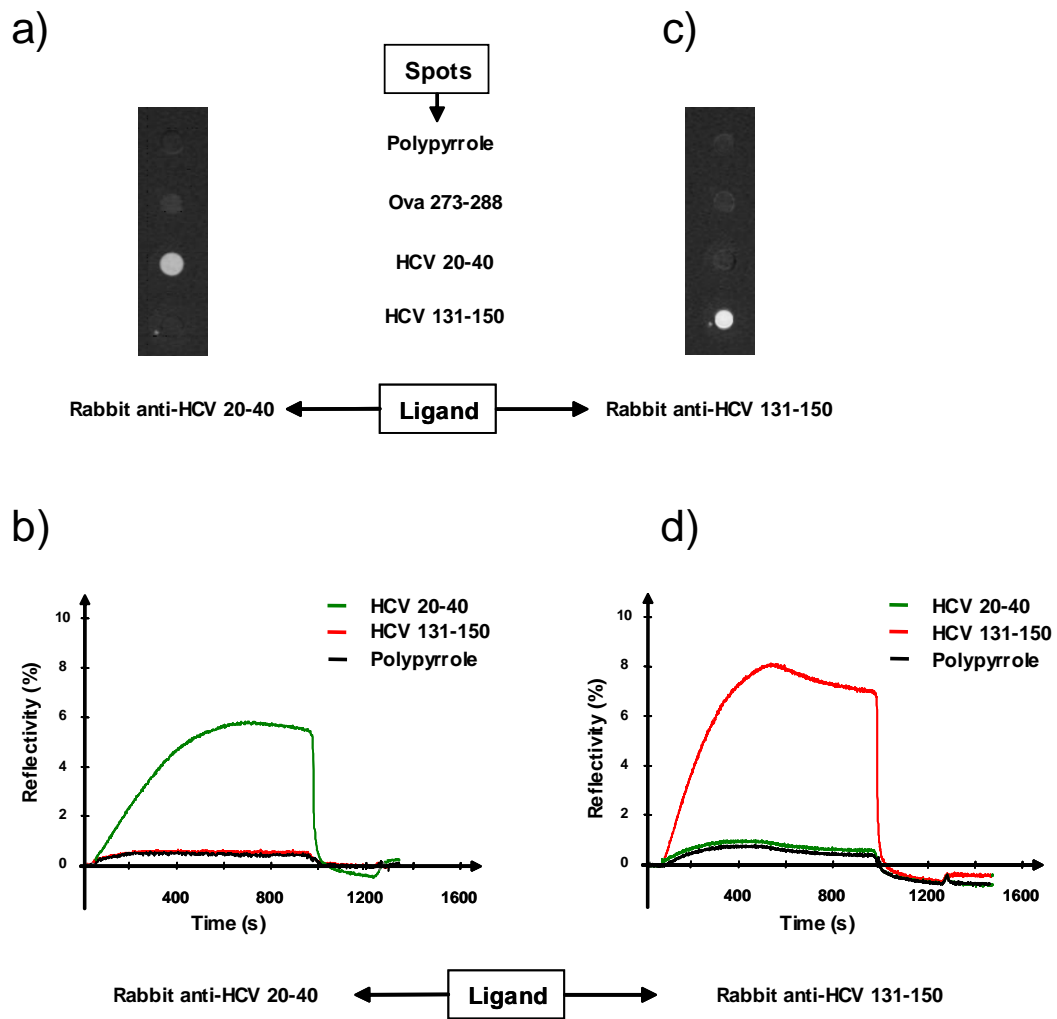 a)
c)
Spots
Polypyrrole
Ova 273-288
HCV 20-40
HCV 131-150
Rabbit anti-HCV 20-40
Ligand
Rabbit anti-HCV 131-150
b)
d)
HCV 20-40
HCV 131-150
Polypyrrole
Reflectivity (%)
10
8
6
4
2
0
400
800
1200
1600
Time (s)
HCV 20-40
HCV 131-150
Polypyrrole
Reflectivity (%)
10
8
6
4
2
0
400
800
1200
1600
Time (s)
Rabbit anti-HCV 20-40
Ligand
Rabbit anti-HCV 131-150